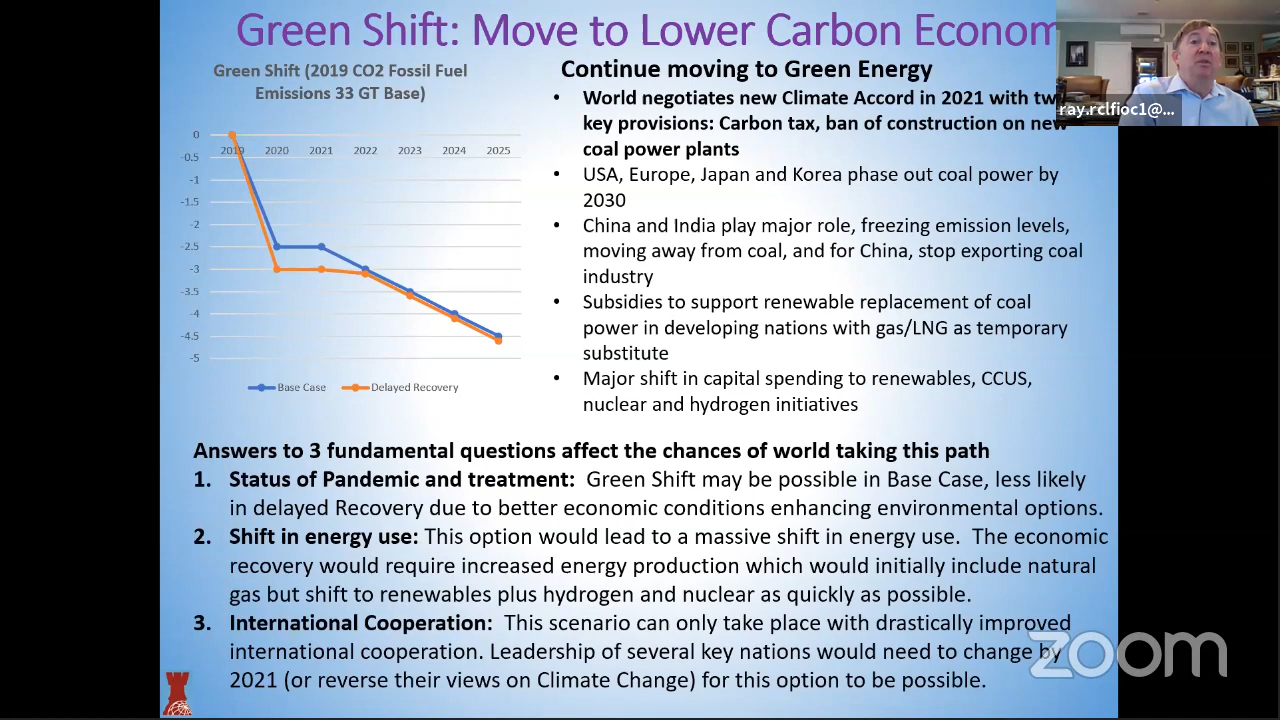 Green Shift: Move to Lower Carbon Econom
Green Shift (2019 CO2 Fossil Fuel
Emissions 33 GT Base)
0
-0.5
-1
-1.5
-2
-2.5
-3
-3.5
-4
-4.5
-5
2019 2020 2021 2022 2023 2024 2025
Base Case Delayed Recovery
Continue moving to Green Energy
• World negotiates new Climate Accord in 2021 with tw
key provisions: Carbon tax, ban of construction on new
coal power plants
• USA, Europe, Japan and Korea phase out coal power by
2030
• China and India play major role, freezing emission levels,
moving away from coal, and for China, stop exporting coal
industry
• Subsidies to support renewable replacement of coal
power in developing nations with gas/LNG as temporary
substitute
• Major shift in capital spending to renewables, CCUS,
nuclear and hydrogen initiatives
ray.rclfioc1@...
Answers to 3 fundamental questions affect the chances of world taking this path
1. Status of Pandemic and treatment: Green Shift may be possible in Base Case, less likely
in delayed Recovery due to better economic conditions enhancing environmental options.
2. Shift in energy use: This option would lead to a massive shift in energy use. The economic
recovery would require increased energy production which would initially include natural
gas but shift to renewables plus hydrogen and nuclear as quickly as possible.
3. International Cooperation: This scenario can only take place with drastically improved
international cooperation. Leadership of several key nations would need to change by
2021 (or reverse their views on Climate Change) for this option to be possible.
zoom